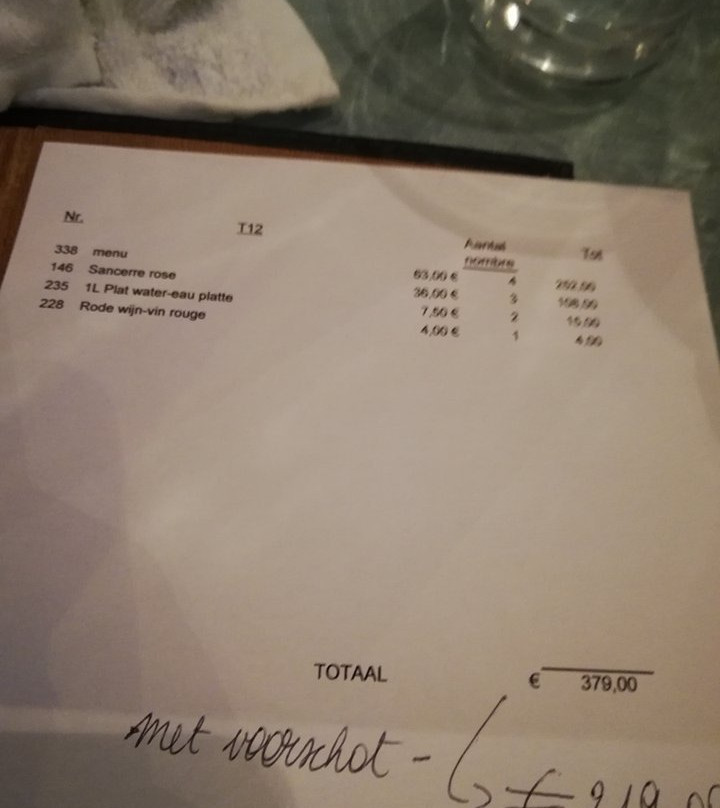 Nr. T12 Aantal Tot
nombre
338 menu 63,00 € 4 252,00
146 Sancerre rose 36,00 € 3 108,00
235 1L Plat water-eau platte 7,50 € 2 15,00
228 Rode wijn-vin rouge 4,00 € 1 4,00
TOTAAL € 379,00
met voorschot -